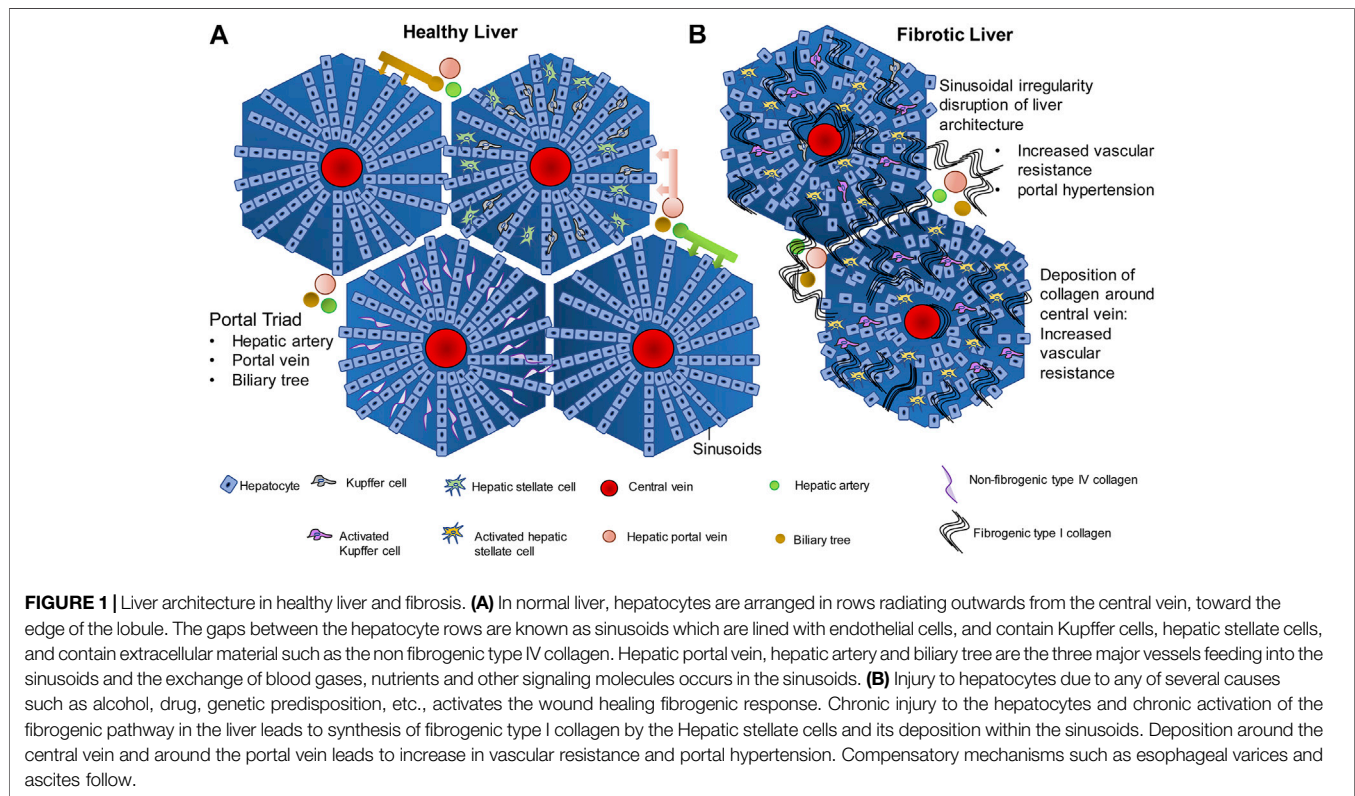 A
Healthy Liver
B
Fibrotic Liver
Sinusoidal irregularity
disruption of liver
architecture
• Increased vascular
resistance
• portal hypertension
Deposition of
collagen around
central vein:
Increased
vascular
resistance
Portal Triad
• Hepatic artery
• Portal vein
• Biliary tree
Sinusoids
Hepatocyte
Kupffer cell
Hepatic stellate cell
Central vein
Hepatic artery
Non-fibrogenic type IV collagen
Activated
Kupffer cell
Activated hepatic
stellate cell
Hepatic portal vein
Biliary tree
Fibrogenic type I collagen
FIGURE 1 | Liver architecture in healthy liver and fibrosis. (A) In normal liver, hepatocytes are arranged in rows radiating outwards from the central vein, toward the
edge of the lobule. The gaps between the hepatocyte rows are known as sinusoids which are lined with endothelial cells, and contain Kupffer cells, hepatic stellate cells,
and contain extracellular material such as the non fibrogenic type IV collagen. Hepatic portal vein, hepatic artery and biliary tree are the three major vessels feeding into the
sinusoids and the exchange of blood gases, nutrients and other signaling molecules occurs in the sinusoids. (B) Injury to hepatocytes due to any of several causes
such as alcohol, drug, genetic predisposition, etc., activates the wound healing fibrogenic response. Chronic injury to the hepatocytes and chronic activation of the
fibrogenic pathway in the liver leads to synthesis of fibrogenic type I collagen by the Hepatic stellate cells and its deposition within the sinusoids. Deposition around the
central vein and around the portal vein leads to increase in vascular resistance and portal hypertension. Compensatory mechanisms such as esophageal varices and
ascites follow.